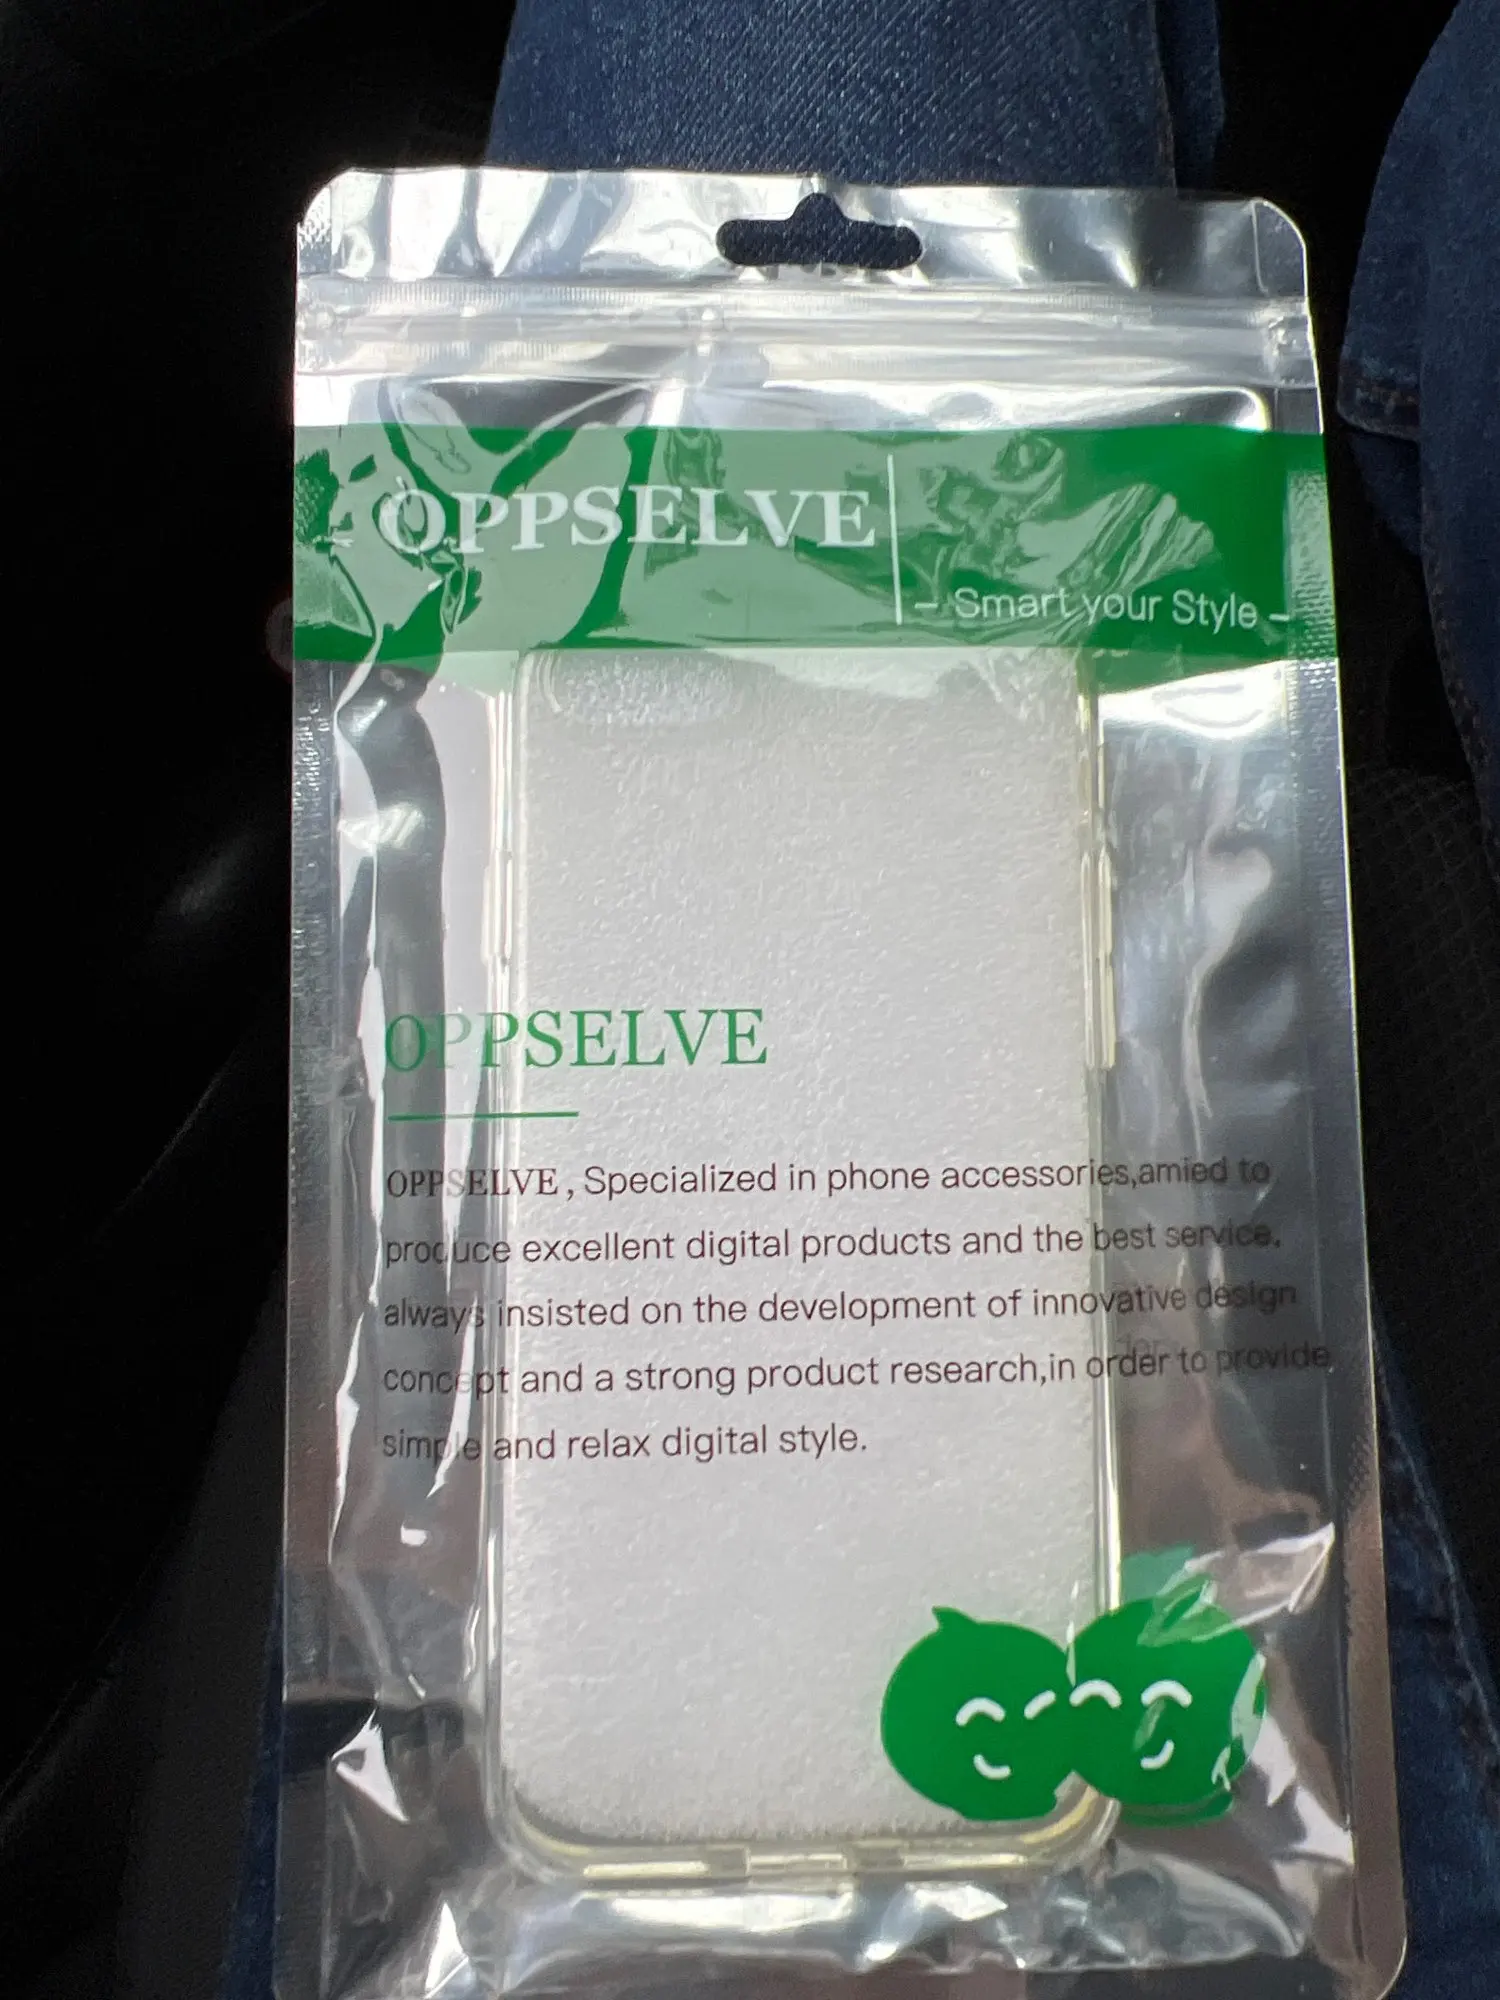 OPPSELVE
– Smart your Style –
OPPSELVE
OPPSELVE, Specialized in phone accessories,amied to
produce excellent digital products and the best service.
always insisted on the development of innovative design
concept and a strong product research,in order to provide
simple and relax digital style.